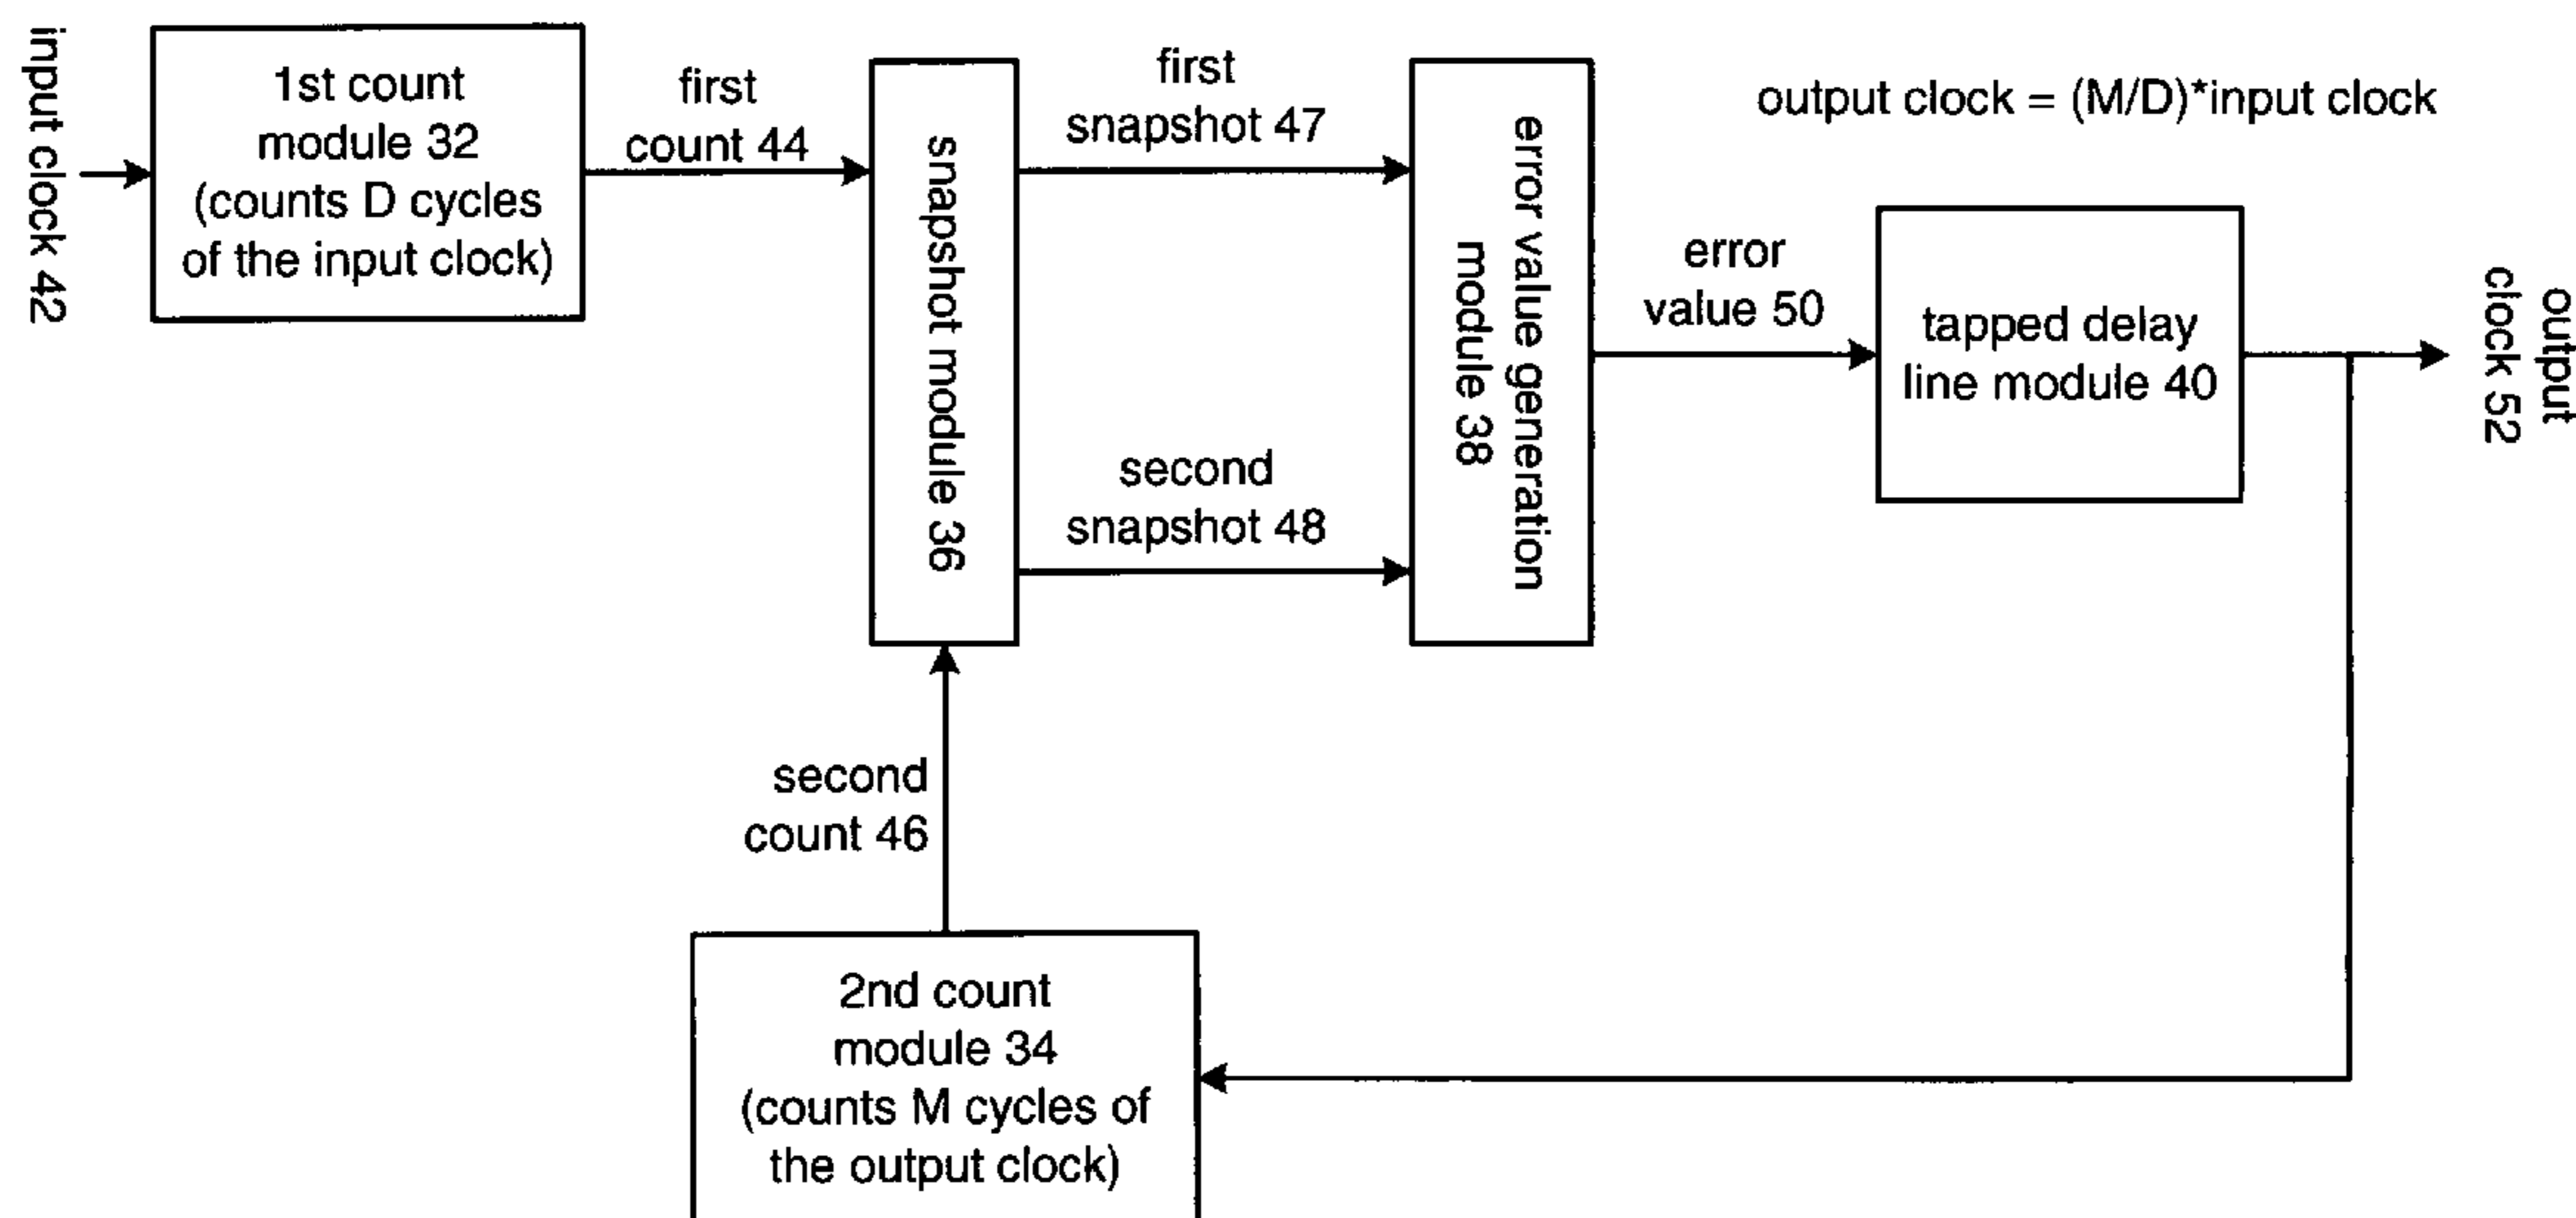 input clock 42
1st count
module 32
(counts D cycles
of the input clock)
first
count 44
snapshot module 36
first
snapshot 47
second
snapshot 48
error value generation
module 38
output clock = (M/D)*input clock
error
value 50
tapped delay
line module 40
output
clock 52
second
count 46
2nd count
module 34
(counts M cycles of
the output clock)